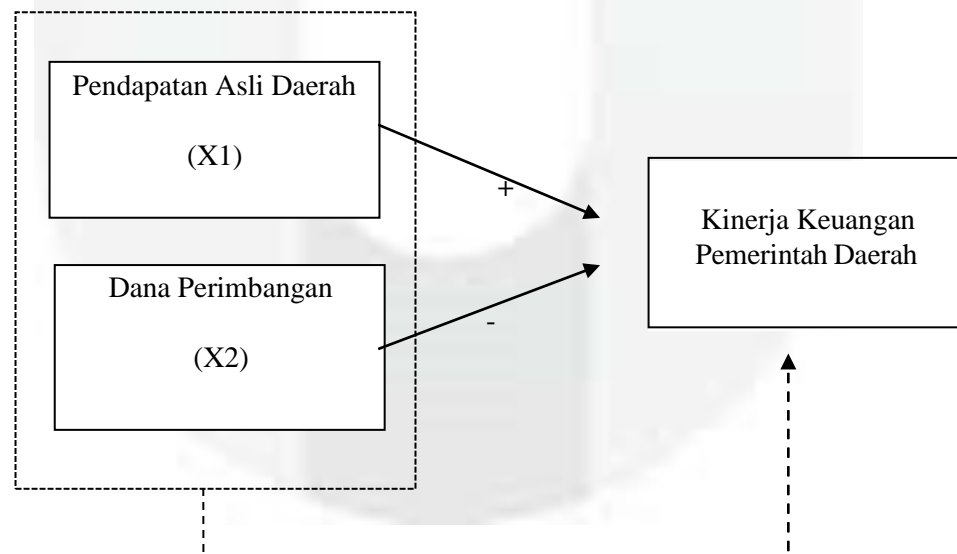 Pendapatan Asli Daerah
(X1)
+
Kinerja Keuangan
Pemerintah Daerah
Dana Perimbangan
(X2)
-